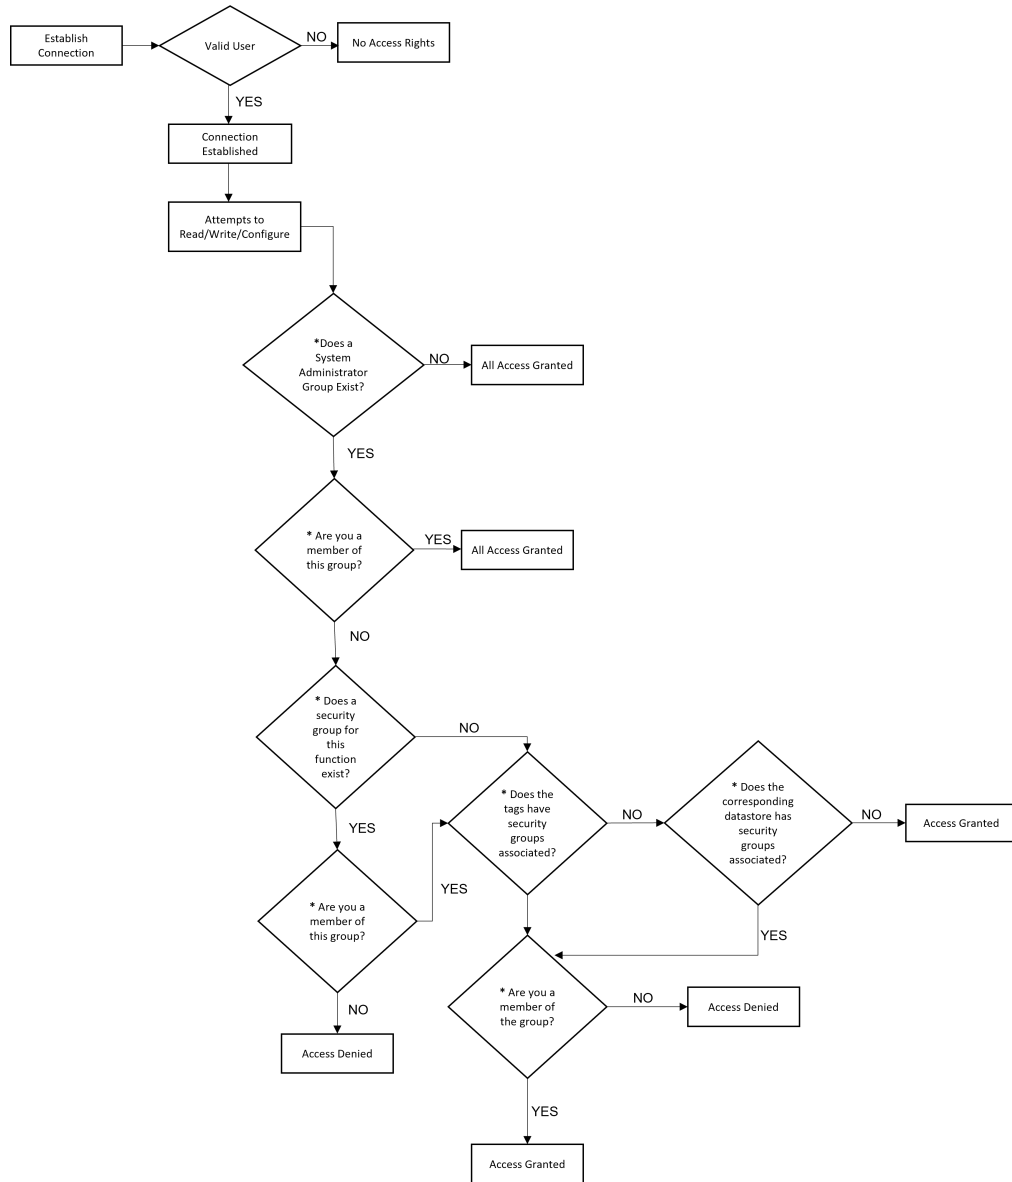 Establish
Connection
Valid User
NO
No Access Rights
YES
Connection
Established
Attempts to
Read/Write/Configure
*Does a
System
Administrator
Group Exist?
NO
All Access Granted
YES
* Are you a
member of
this group?
YES
All Access Granted
NO
* Does a
security
group for
this
function
exist?
NO
* Does the
tags have
security
groups
associated?
NO
* Does the
corresponding
datastore has
security
groups
associated?
NO
Access Granted
YES
* Are you a
member of
this group?
YES
YES
* Are you a
member of
the group?
NO
Access Denied
NO
Access Denied
YES
Access Granted